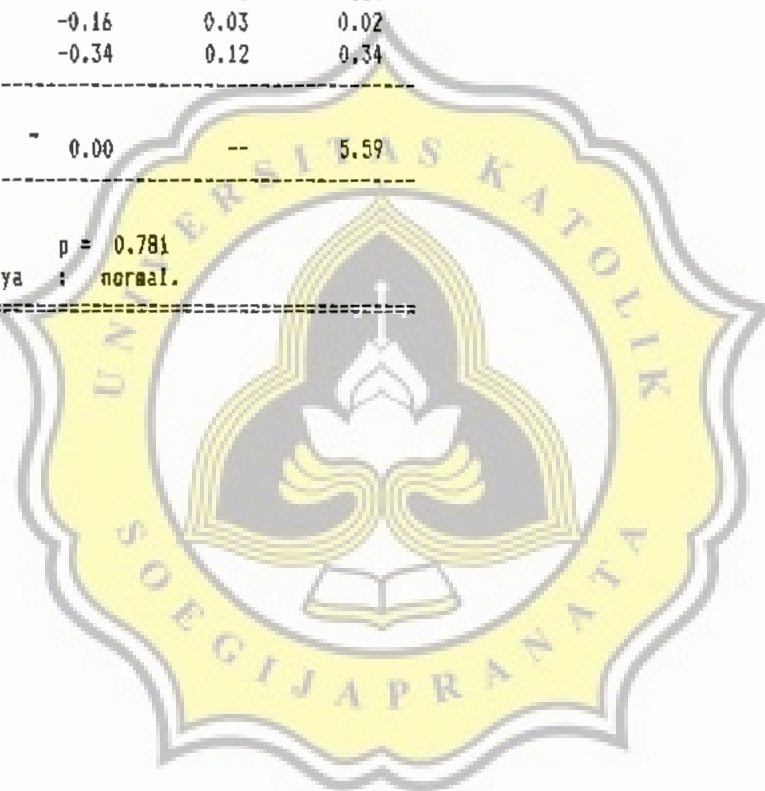 -0.16 0.03 0.02
-0.34 0.12 0.34
--------------------------------
0.00 -- 5.59
--------------------------------
p = 0.781
ya : normal.
================================
UNIVERSITAS KATOLIK
SOEGIJAPRANATA